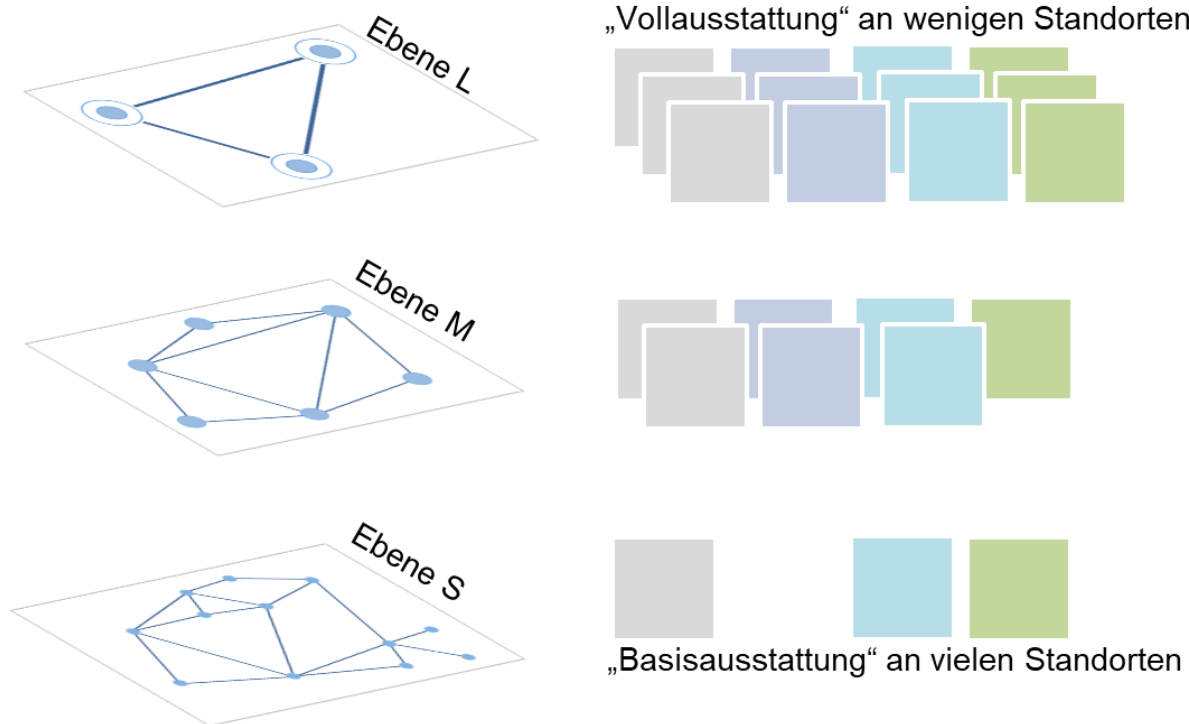 „Vollausstattung“ an wenigen Standorten
Ebene L
Ebene M
Ebene S
„Basisausstattung“ an vielen Standorten